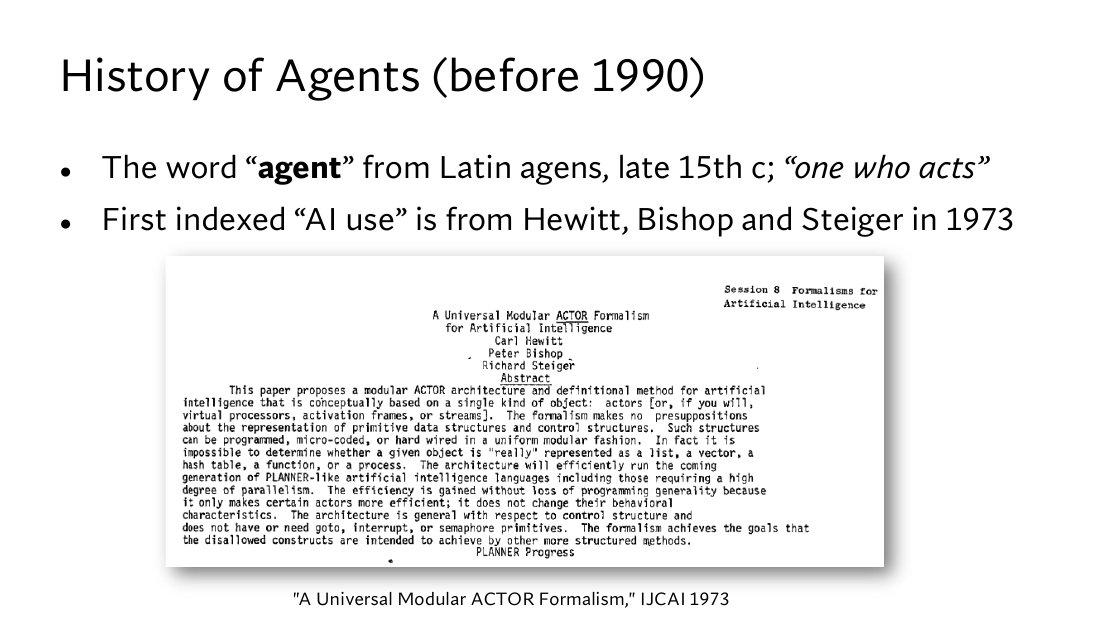 History of Agents (before 1990)
• The word “agent” from Latin agens, late 15th c; “one who acts”
• First indexed “AI use” is from Hewitt, Bishop and Steiger in 1973
Session 8 Formalisms for
Artificial Intelligence
A Universal Modular ACTOR Formalism
for Artificial Intelligence
Carl Hewitt
Peter Bishop
Richard Steiger
Abstract
This paper proposes a modular ACTOR architecture and definitional method for artificial
intelligence that is conceptually based on a single kind of object: actors [or, if you will,
virtual processors, activation frames, or streams]. The formalism makes no presuppositions
about the representation of primitive data structures and control structures. Such structures
can be programmed, micro-coded, or hard wired in a uniform modular fashion. In fact it is
impossible to determine whether a given object is "really" represented as a list, a vector, a
hash table, a function, or a process. The architecture will efficiently run the coming
generation of PLANNER-like artificial intelligence languages including those requiring a high
degree of parallelism. The efficiency is gained without loss of programming generality because
it only makes certain actors more efficient; it does not change their behavioral
characteristics. The architecture is general with respect to control structure and
does not have or need goto, interrupt, or semaphore primitives. The formalism achieves the goals that
the disallowed constructs are intended to achieve by other more structured methods.
PLANNER Progress
"A Universal Modular ACTOR Formalism," IJCAI 1973